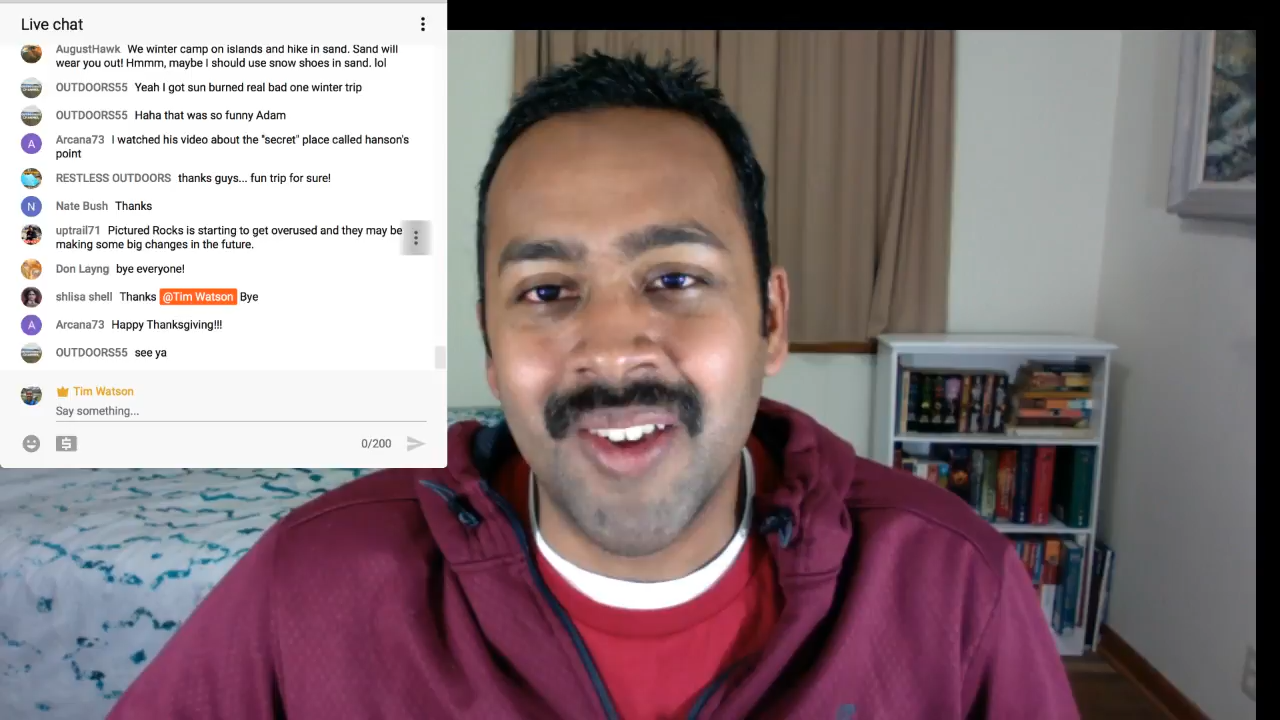 Live chat
AugustHawk We winter camp on islands and hike in sand. Sand will
wear you out! Hmmm, maybe I should use snow shoes in sand. lol
OUTDOORS55 Yeah I got sun burned real bad one winter trip
OUTDOORS55 Haha that was so funny Adam
A Arcana73 I watched his video about the "secret" place called hanson's
point
RESTLESS OUTDOORS thanks guys... fun trip for sure!
N Nate Bush Thanks
uptrail71 Pictured Rocks is starting to get overused and they may be
making some big changes in the future.
Don Layng bye everyone!
shlisa shell Thanks @Tim Watson Bye
A Arcana73 Happy Thanksgiving!!!
OUTDOORS55 see ya
Tim Watson
Say something...
0/200